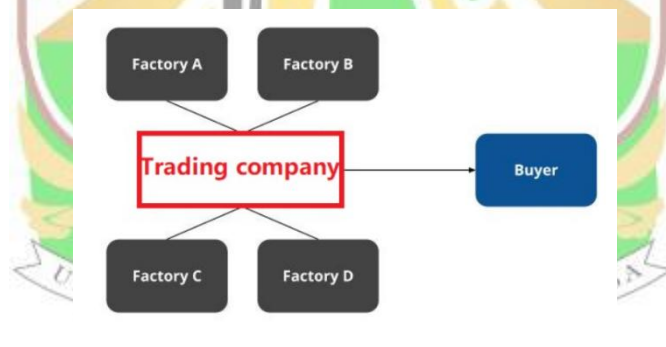 Factory A
Factory B
Trading company
Buyer
Factory C
Factory D